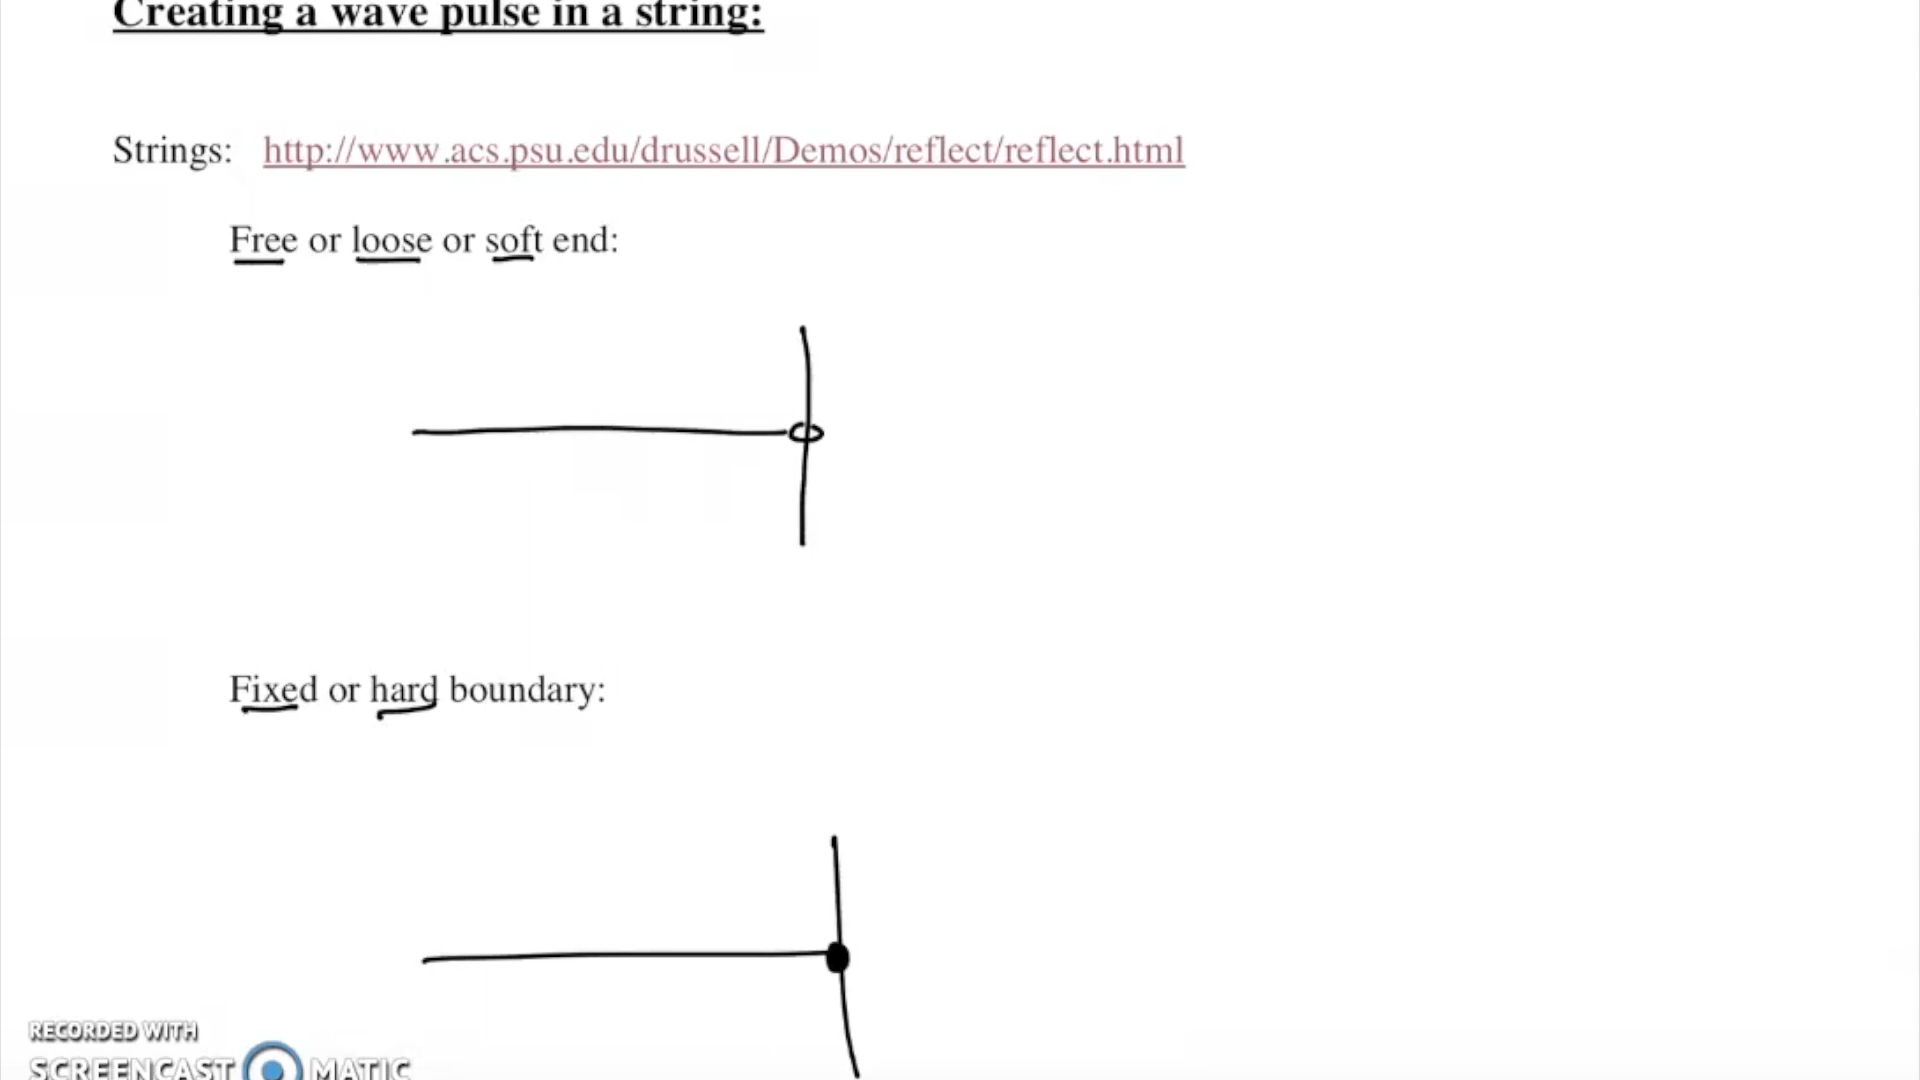 Creating a wave pulse in a string:
Strings: http://www.acs.psu.edu/drussell/Demos/reflect/reflect.html
Free or loose or soft end:
Fixed or hard boundary:
RECORDED WITH
SCREENCAST MATIC